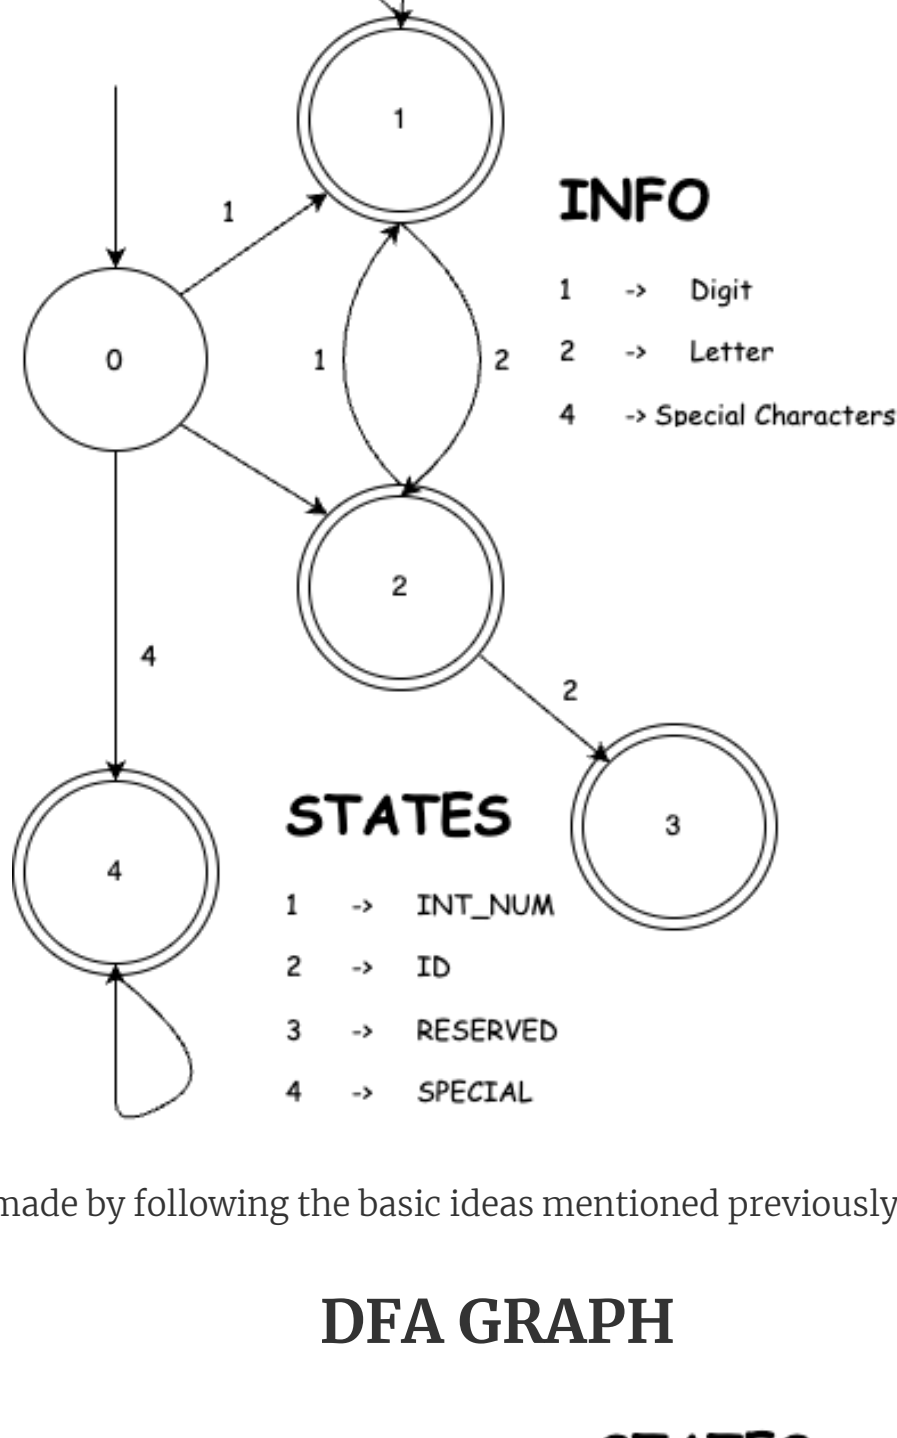 1
1
INFO
1 -> Digit
0
1
2
2 -> Letter
4 -> Special Characters
2
4
2
3
STATES
4
1 -> INT_NUM
2 -> ID
3 -> RESERVED
4 -> SPECIAL
made by following the basic ideas mentioned previously
DFA GRAPH
STATES